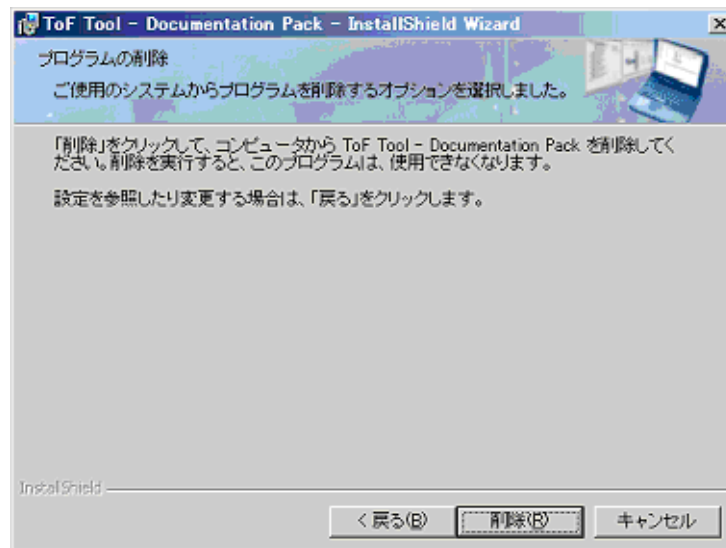 ToF Tool - Documentation Pack - InstallShield Wizard
プログラムの削除
ご使用のシステムからプログラムを削除するオプションを選択しました。
「削除」をクリックして、コンピュータから ToF Tool - Documentation Pack を削除してく
ださい。削除を実行すると、このプログラムは、使用できなくなります。
設定を参照したり変更する場合は、「戻る」をクリックします。
InstallShield
< 戻る(B) 削除(R) キャンセル